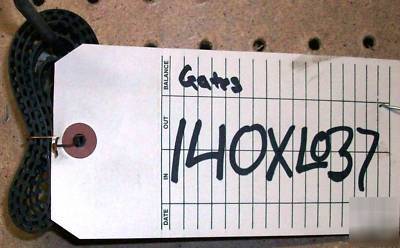 Gates
140XL037
DATE IN OUT BALANCE